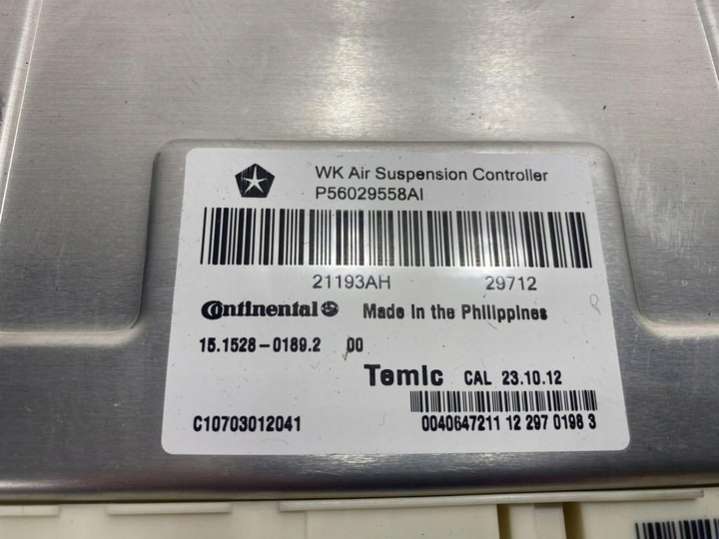 WK Air Suspension Controller
P56029558AI
21193AH 29712
Continental Made in the Philippines
15.1528-0189.2 00
Temic CAL 23.10.12
C10703012041 0040647211 12 297 0198 3